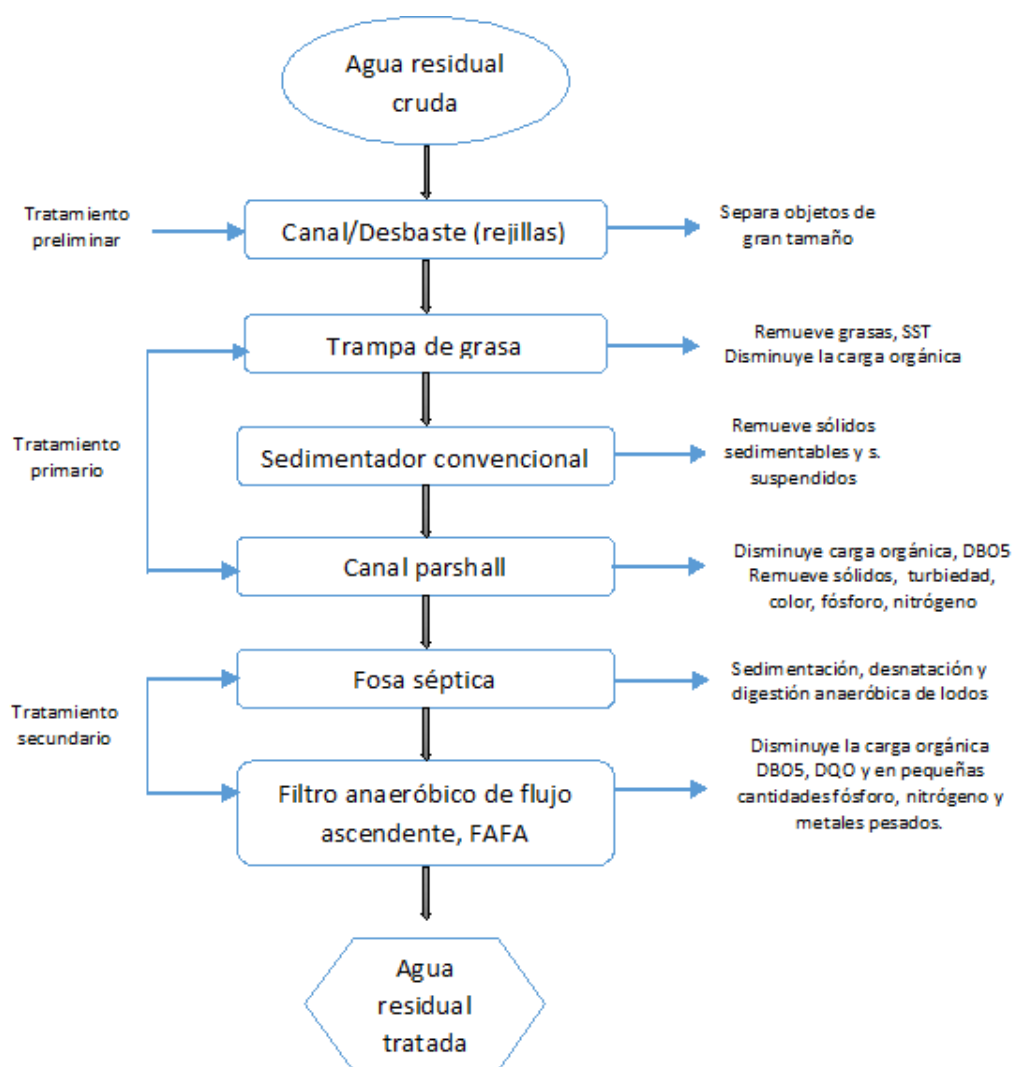 Agua residual
cruda
Tratamiento
preliminar
Canal/Desbaste (rejillas)
Separa objetos de
gran tamaño
Trampa de grasa
Remueve grasas, SST
Disminuye la carga orgánica
Tratamiento
primario
Sedimentador convencional
Remueve sólidos
sedimentables y s.
suspendidos
Canal parshall
Disminuye carga orgánica, DBO5
Remueve sólidos, turbiedad,
color, fósforo, nitrógeno
Tratamiento
secundario
Fosa séptica
Sedimentación, desnatación y
digestión anaeróbica de lodos
Filtro anaeróbico de flujo
ascendente, FAFA
Disminuye la carga orgánica
DBO5, DQO y en pequeñas
cantidades fósforo, nitrógeno y
metales pesados.
Agua
residual
tratada